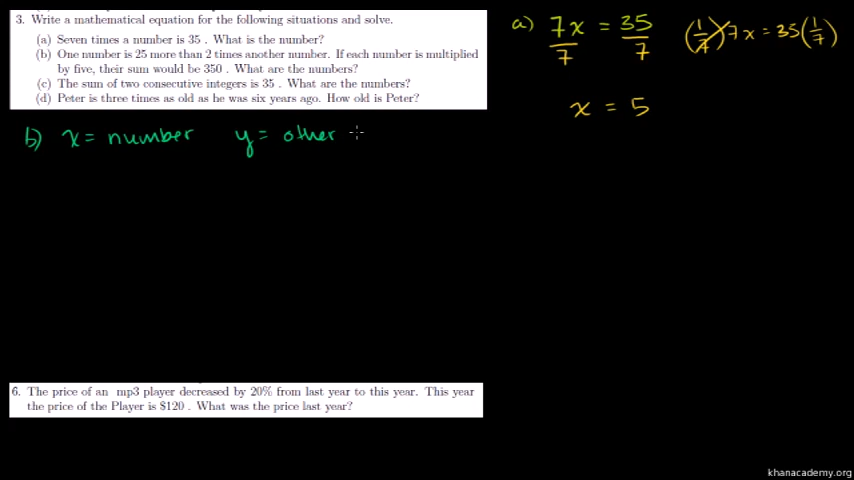 3. Write a mathematical equation for the following situations and solve.
(a) Seven times a number is 35 . What is the number?
(b) One number is 25 more than 2 times another number. If each number is multiplied
by five, their sum would be 350 . What are the numbers?
(c) The sum of two consecutive integers is 35 . What are the numbers?
(d) Peter is three times as old as he was six years ago. How old is Peter?
a) 7x/7 = 35/7 (1/7)7x = 35(1/7)
x = 5
b) x = number y = other
6. The price of an mp3 player decreased by 20% from last year to this year. This year
the price of the Player is $120 . What was the price last year?
khanacademy.org